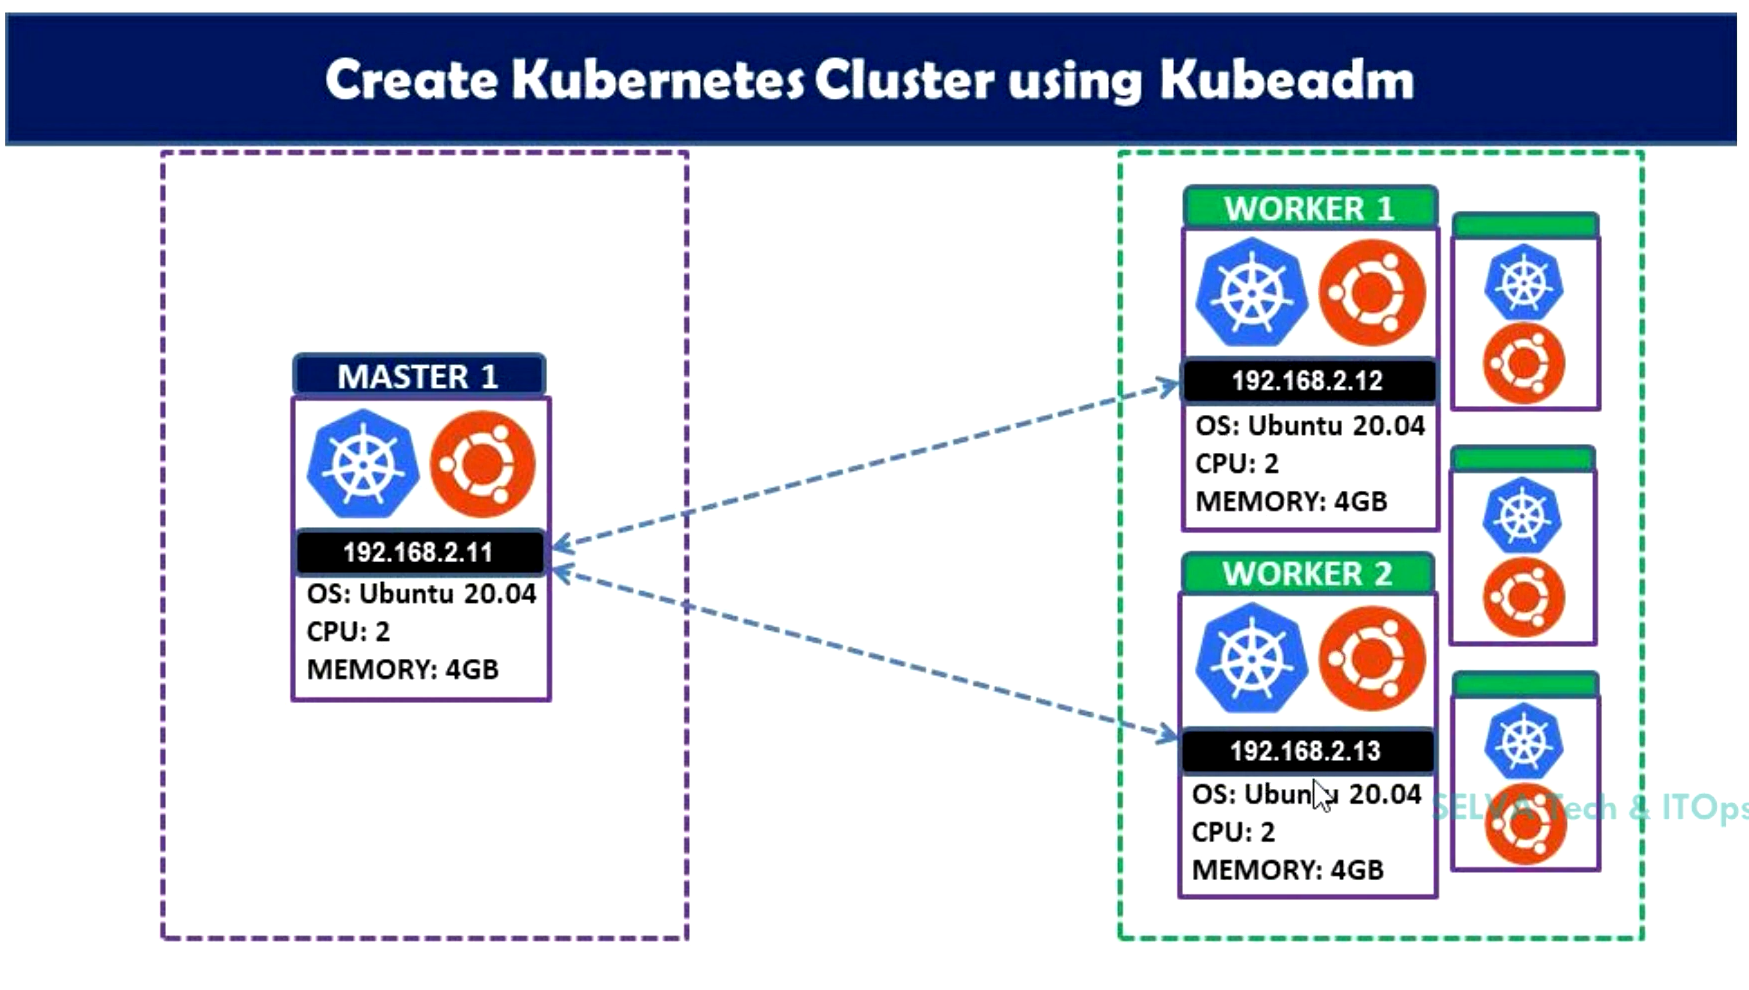 Create Kubernetes Cluster using Kubeadm
MASTER 1
192.168.2.11
OS: Ubuntu 20.04
CPU: 2
MEMORY: 4GB
WORKER 1
192.168.2.12
OS: Ubuntu 20.04
CPU: 2
MEMORY: 4GB
WORKER 2
192.168.2.13
OS: Ubuntu 20.04
CPU: 2
MEMORY: 4GB
SELVA Tech & ITOps